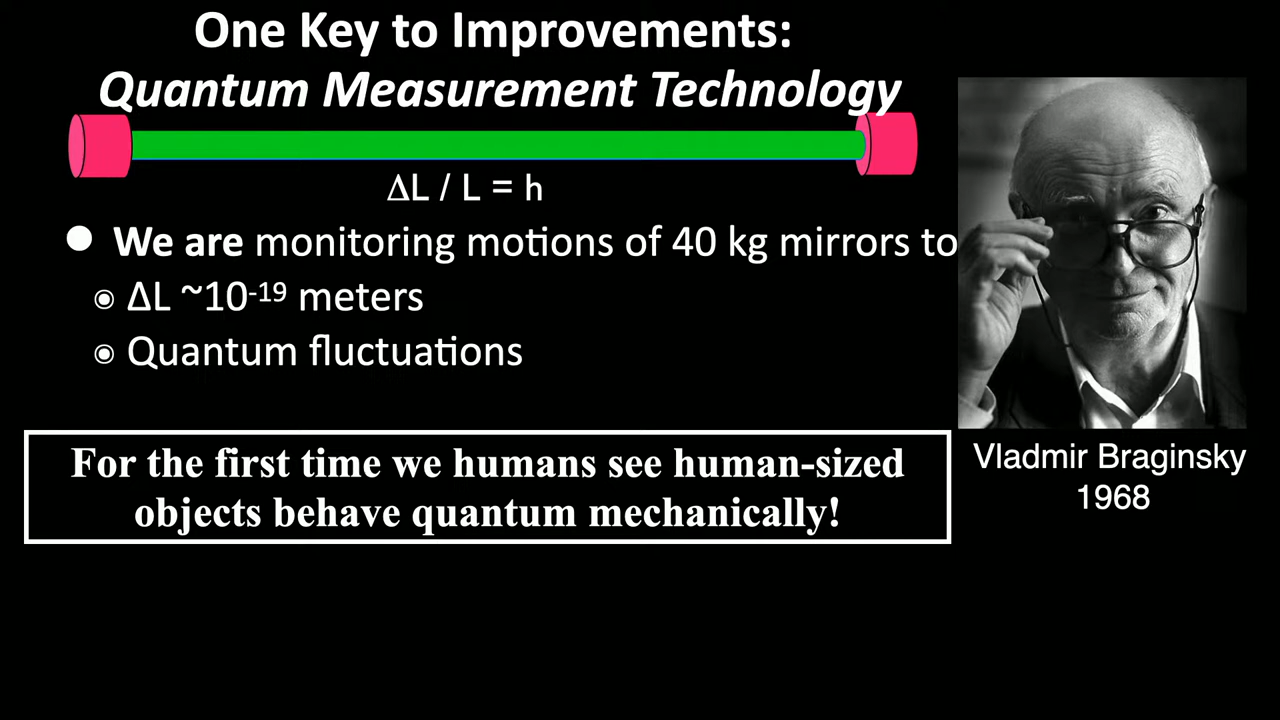 One Key to Improvements:
Quantum Measurement Technology
ΔL / L = h
● We are monitoring motions of 40 kg mirrors to
◉ ΔL ~10⁻¹⁹ meters
◉ Quantum fluctuations
For the first time we humans see human-sized
objects behave quantum mechanically!
Vladmir Braginsky
1968